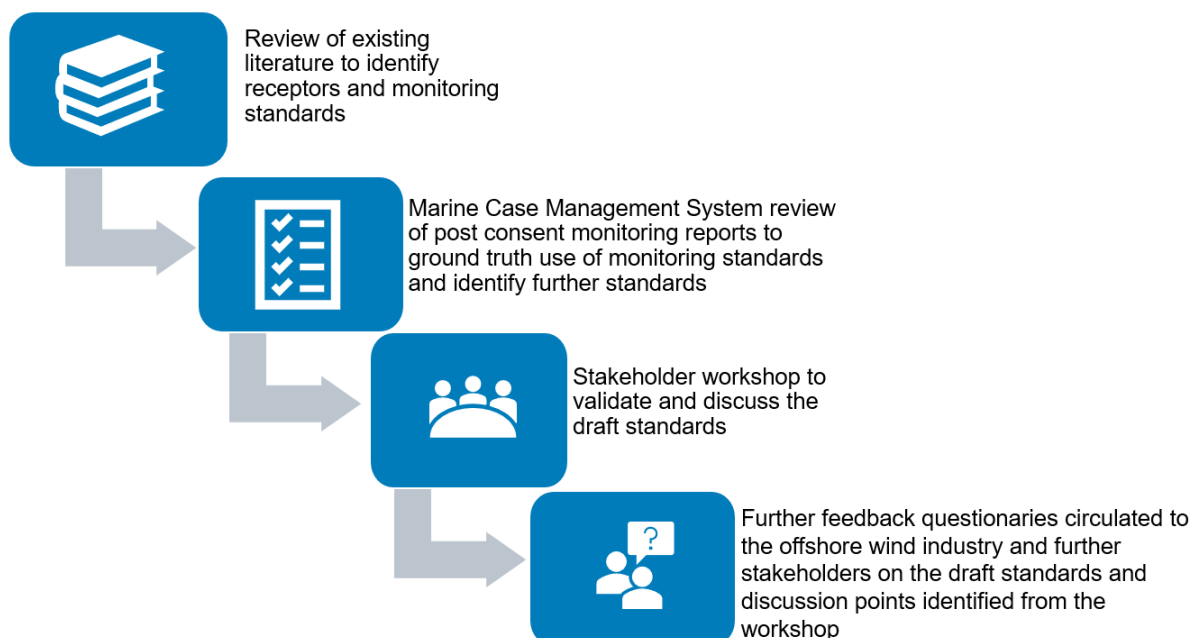 Review of existing
literature to identify
receptors and monitoring
standards
Marine Case Management System review
of post consent monitoring reports to
ground truth use of monitoring standards
and identify further standards
Stakeholder workshop to
validate and discuss the
draft standards
?
Further feedback questionaries circulated to
the offshore wind industry and further
stakeholders on the draft standards and
discussion points identified from the
workshop